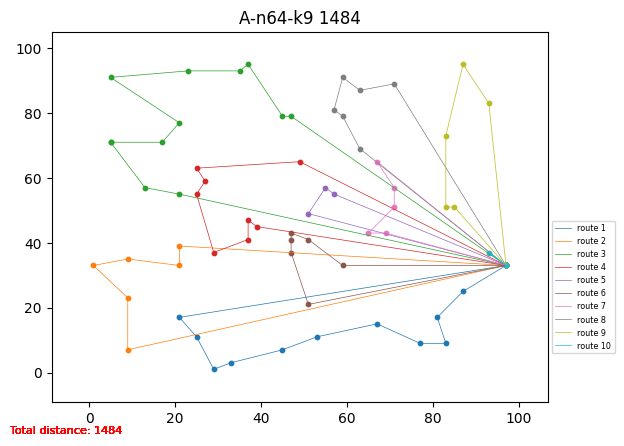 A-n64-k9 1484
100
80
60
40
20
0
0 20 40 60 80 100
route 1
route 2
route 3
route 4
route 5
route 6
route 7
route 8
route 9
route 10
Total distance: 1484